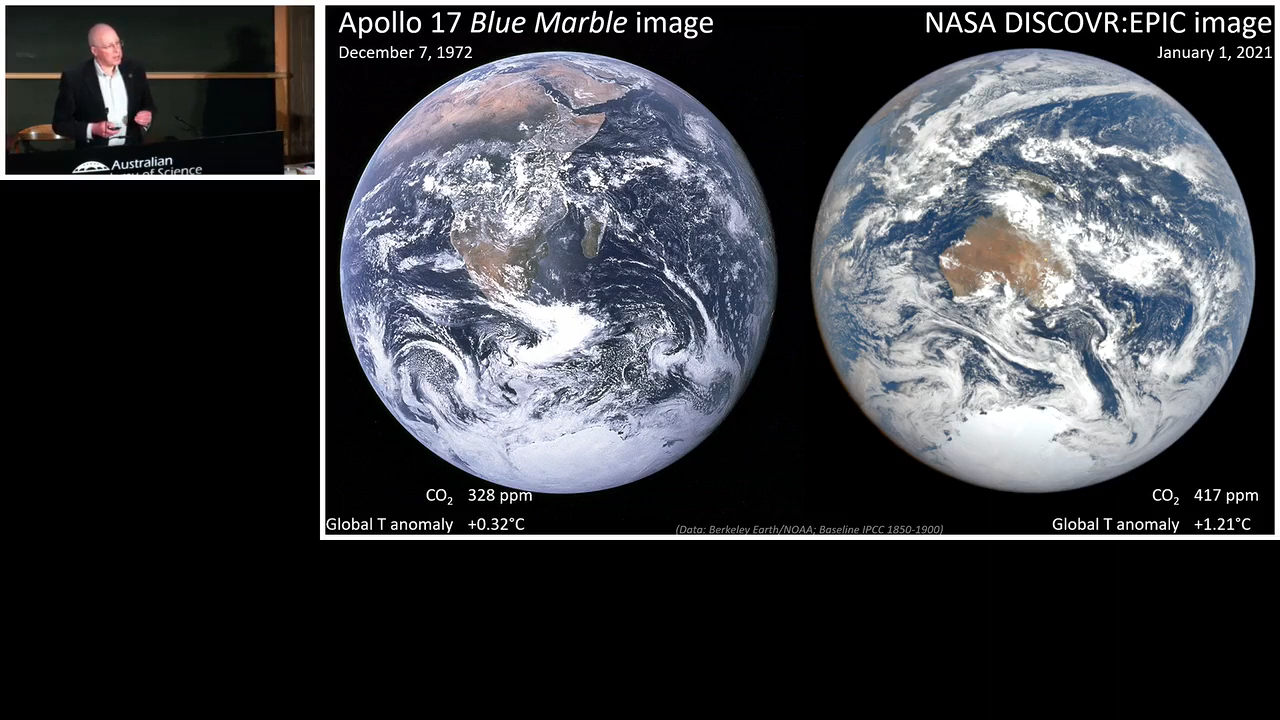 Australian
of Science
Apollo 17 Blue Marble image
December 7, 1972
NASA DISCOVR:EPIC image
January 1, 2021
CO₂ 328 ppm
Global T anomaly +0.32°C
(Data: Berkeley Earth/NOAA; Baseline IPCC 1850-1900)
CO₂ 417 ppm
Global T anomaly +1.21°C